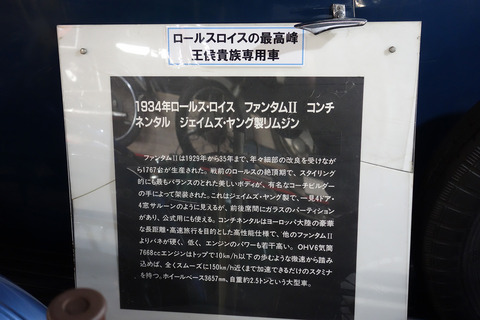 ロールスロイスの最高峰
王侯貴族専用車
1934年ロールス・ロイス ファンタムII コンチ
ネンタル ジェイムズ・ヤング製リムジン
ファンタムIIは1929年から35年まで、年々細部の改良を受けなが
ら1767台が生産された。戦前のロールスの絶頂期で、スタイリング
的にも最もバランスのとれた美しいボディが、有名なコーチビルダー
の手によって架装された。これはジェイムズ・ヤング製で、一見4ドア・
4窓サルーンのように見えるが、前後席間にガラスのパーティション
があり、公式用にも使える。コンチネンタルはヨーロッパ大陸の豪華
な長距離・高速旅行を目的とした高性能仕様で、他のファンタムII
よりバネが硬く、低く、エンジンのパワーも若干高い。OHV6気筒
7668ccエンジンはトップで10km/h以下の歩むような微速から踏み
込めば、全くスムーズに150km/h近くまで加速できるだけのスタミナ
を持つ。ホイールベース3657mm、自重約2.5トンという大型車。